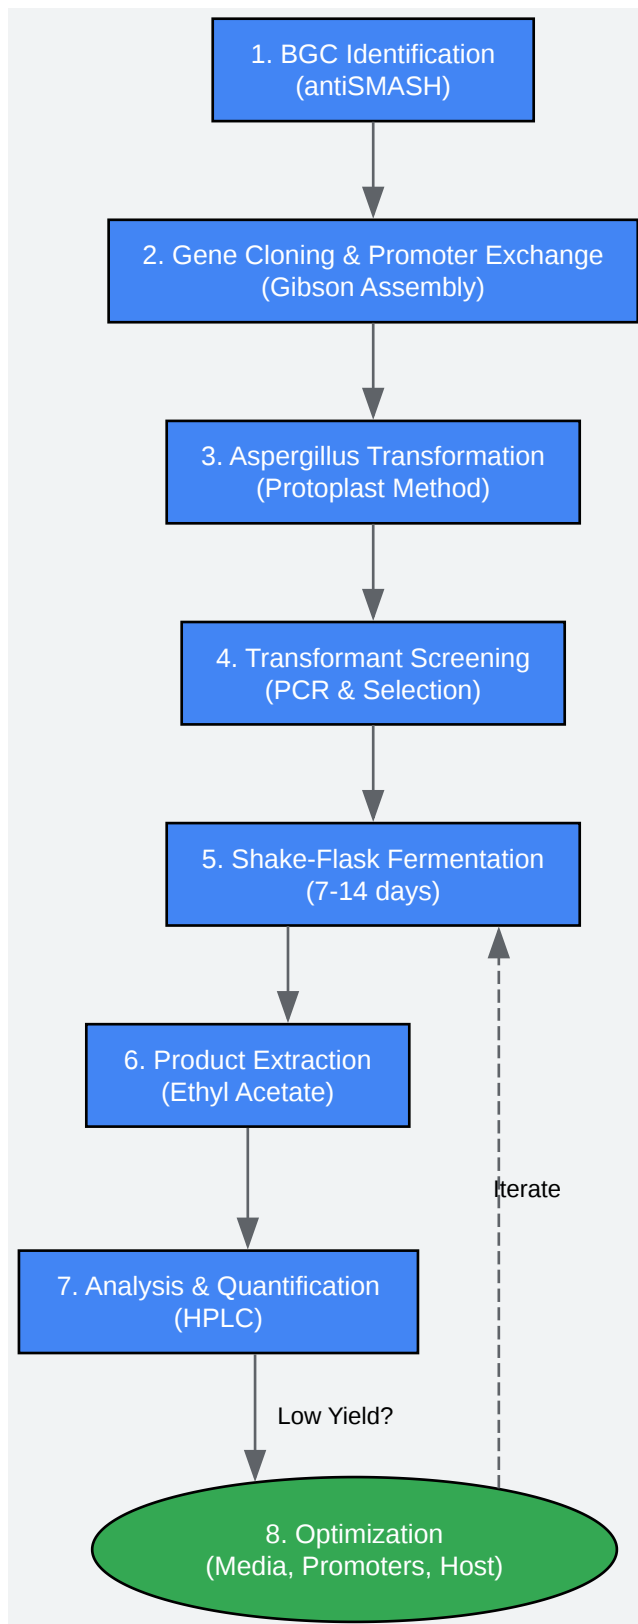 1. BGC Identification
(antiSMASH)
2. Gene Cloning & Promoter Exchange
(Gibson Assembly)
3. Aspergillus Transformation
(Protoplast Method)
4. Transformant Screening
(PCR & Selection)
5. Shake-Flask Fermentation
(7-14 days)
6. Product Extraction
(Ethyl Acetate)
Iterate
7. Analysis & Quantification
(HPLC)
Low Yield?
8. Optimization
(Media, Promoters, Host)